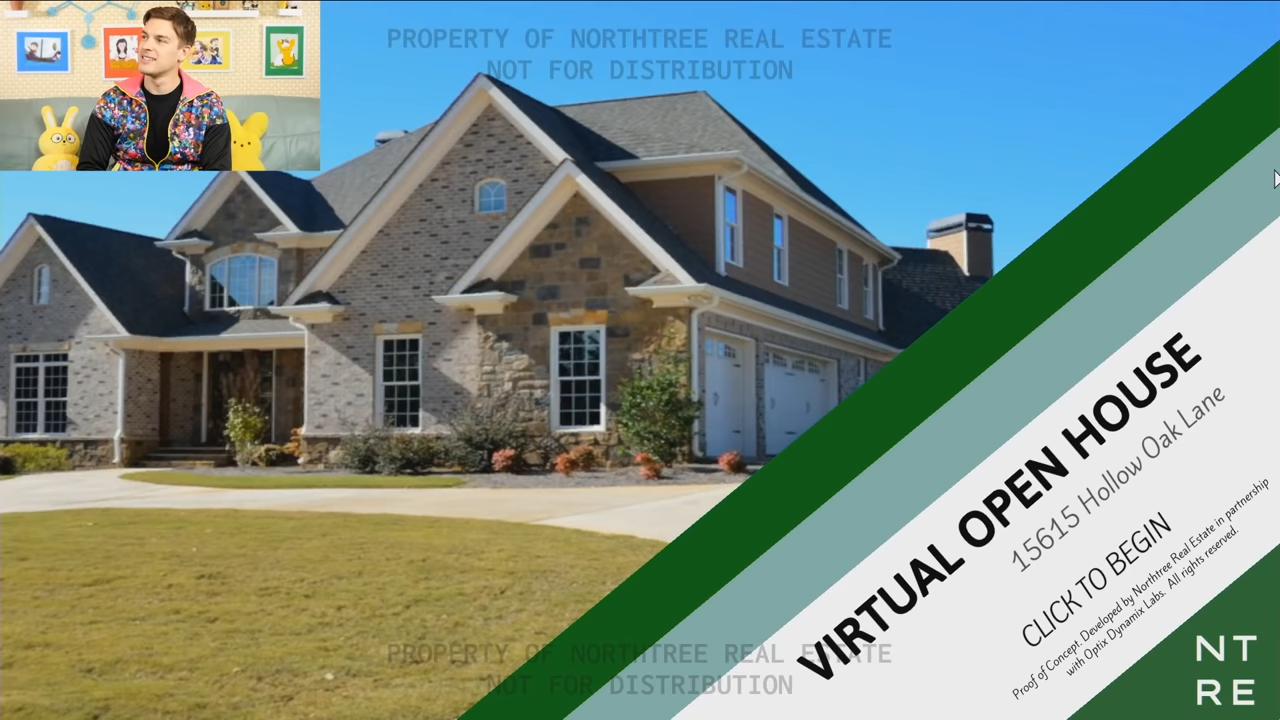 PROPERTY OF NORTHTREE REAL ESTATE
NOT FOR DISTRIBUTION
VIRTUAL OPEN HOUSE
15615 Hollow Oak Lane
CLICK TO BEGIN
Proof of Concept. Developed by Northtree Real Estate in partnership
with Optix Dynamix Labs. All rights reserved.
PROPERTY OF NORTHTREE REAL ESTATE
NOT FOR DISTRIBUTION
NT
RE